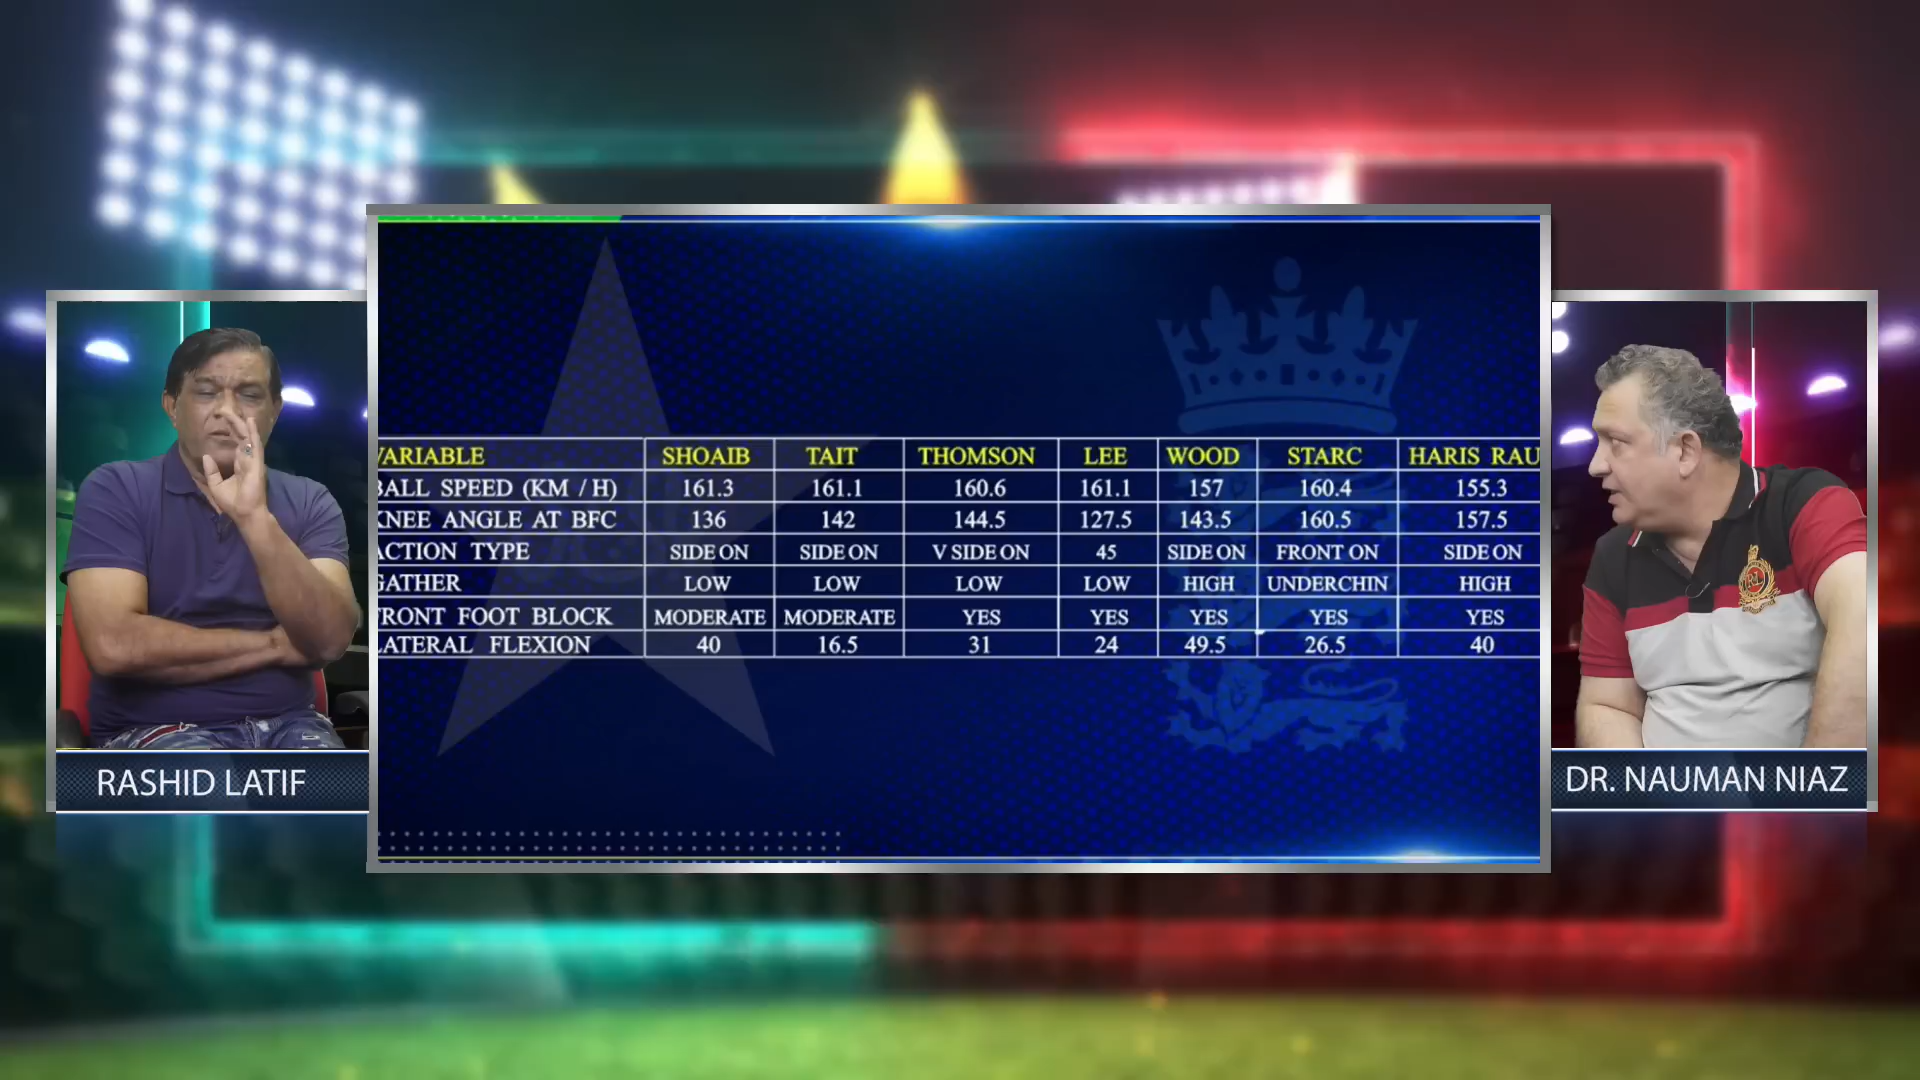 VARIABLE SHOAIB TAIT THOMSON LEE WOOD STARC HARIS RAU
BALL SPEED (KM / H) 161.3 161.1 160.6 161.1 157 160.4 155.3
KNEE ANGLE AT BFC 136 142 144.5 127.5 143.5 160.5 157.5
ACTION TYPE SIDE ON SIDE ON V SIDE ON 45 SIDE ON FRONT ON SIDE ON
GATHER LOW LOW LOW LOW HIGH UNDERCHIN HIGH
FRONT FOOT BLOCK MODERATE MODERATE YES YES YES YES YES
LATERAL FLEXION 40 16.5 31 24 49.5 26.5 40
RASHID LATIF
DR. NAUMAN NIAZ